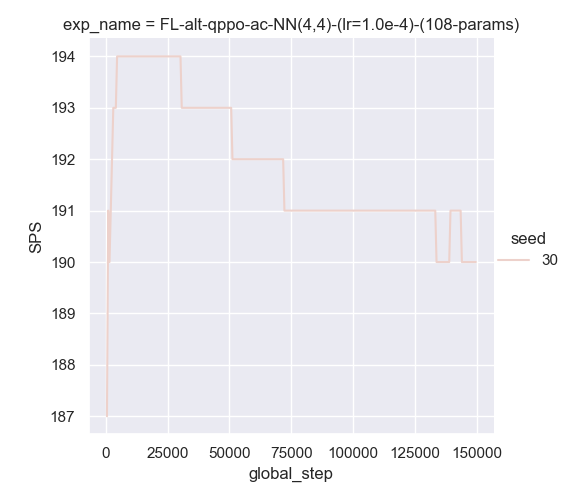 exp_name = FL-alt-qppo-ac-NN(4,4)-(lr=1.0e-4)-(108-params)
194
193
192
191
190
189
188
187
SPS
0 25000 50000 75000 100000 125000 150000
global_step
seed
30